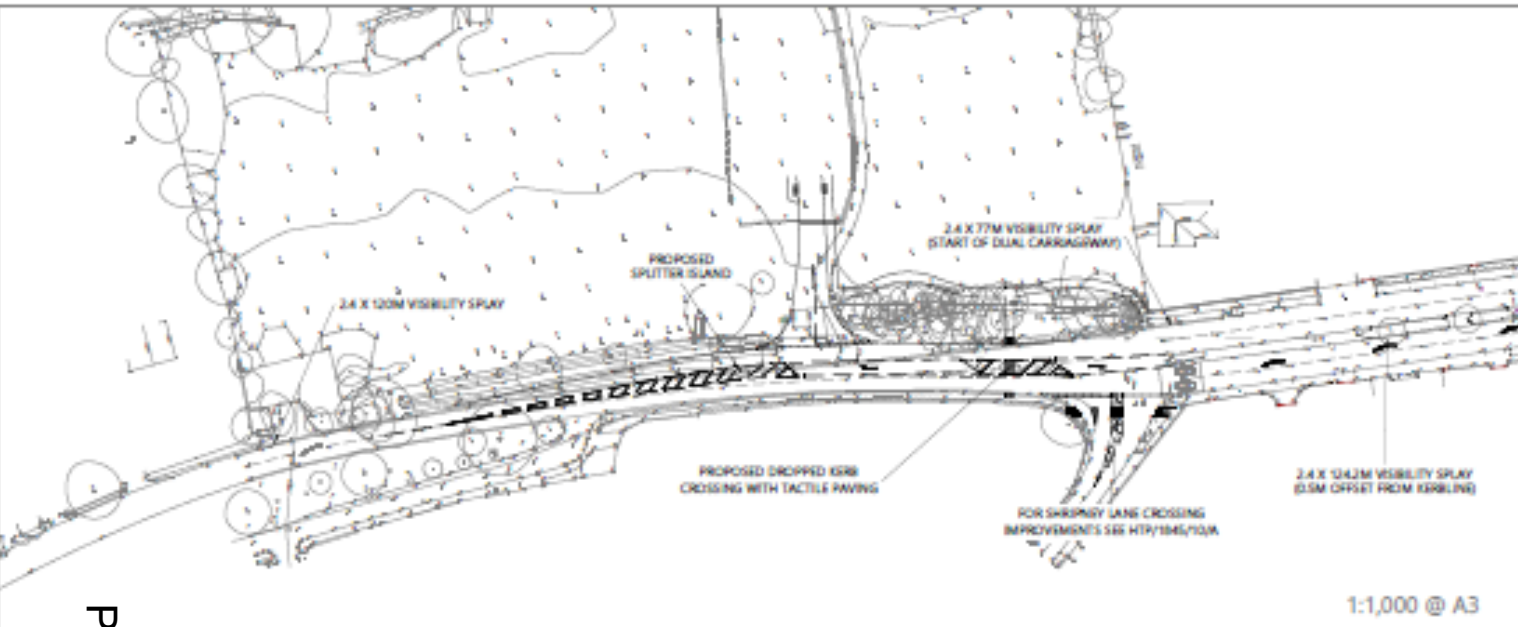 2.4 X 77M VISIBILITY SPLAY
(START OF DUAL CARRIAGEWAY)
PROPOSED
SPLITTER ISLAND
2.4 X 120M VISIBILITY SPLAY
PROPOSED DROPPED KERB
CROSSING WITH TACTILE PAVING
2.4 X 124.2M VISIBILITY SPLAY
(0.5M OFFSET FROM KERBLINE)
FOR SHRIPNEY LANE CROSSING
IMPROVEMENTS SEE HTP/1845/10/A
1:1,000 @ A3
P